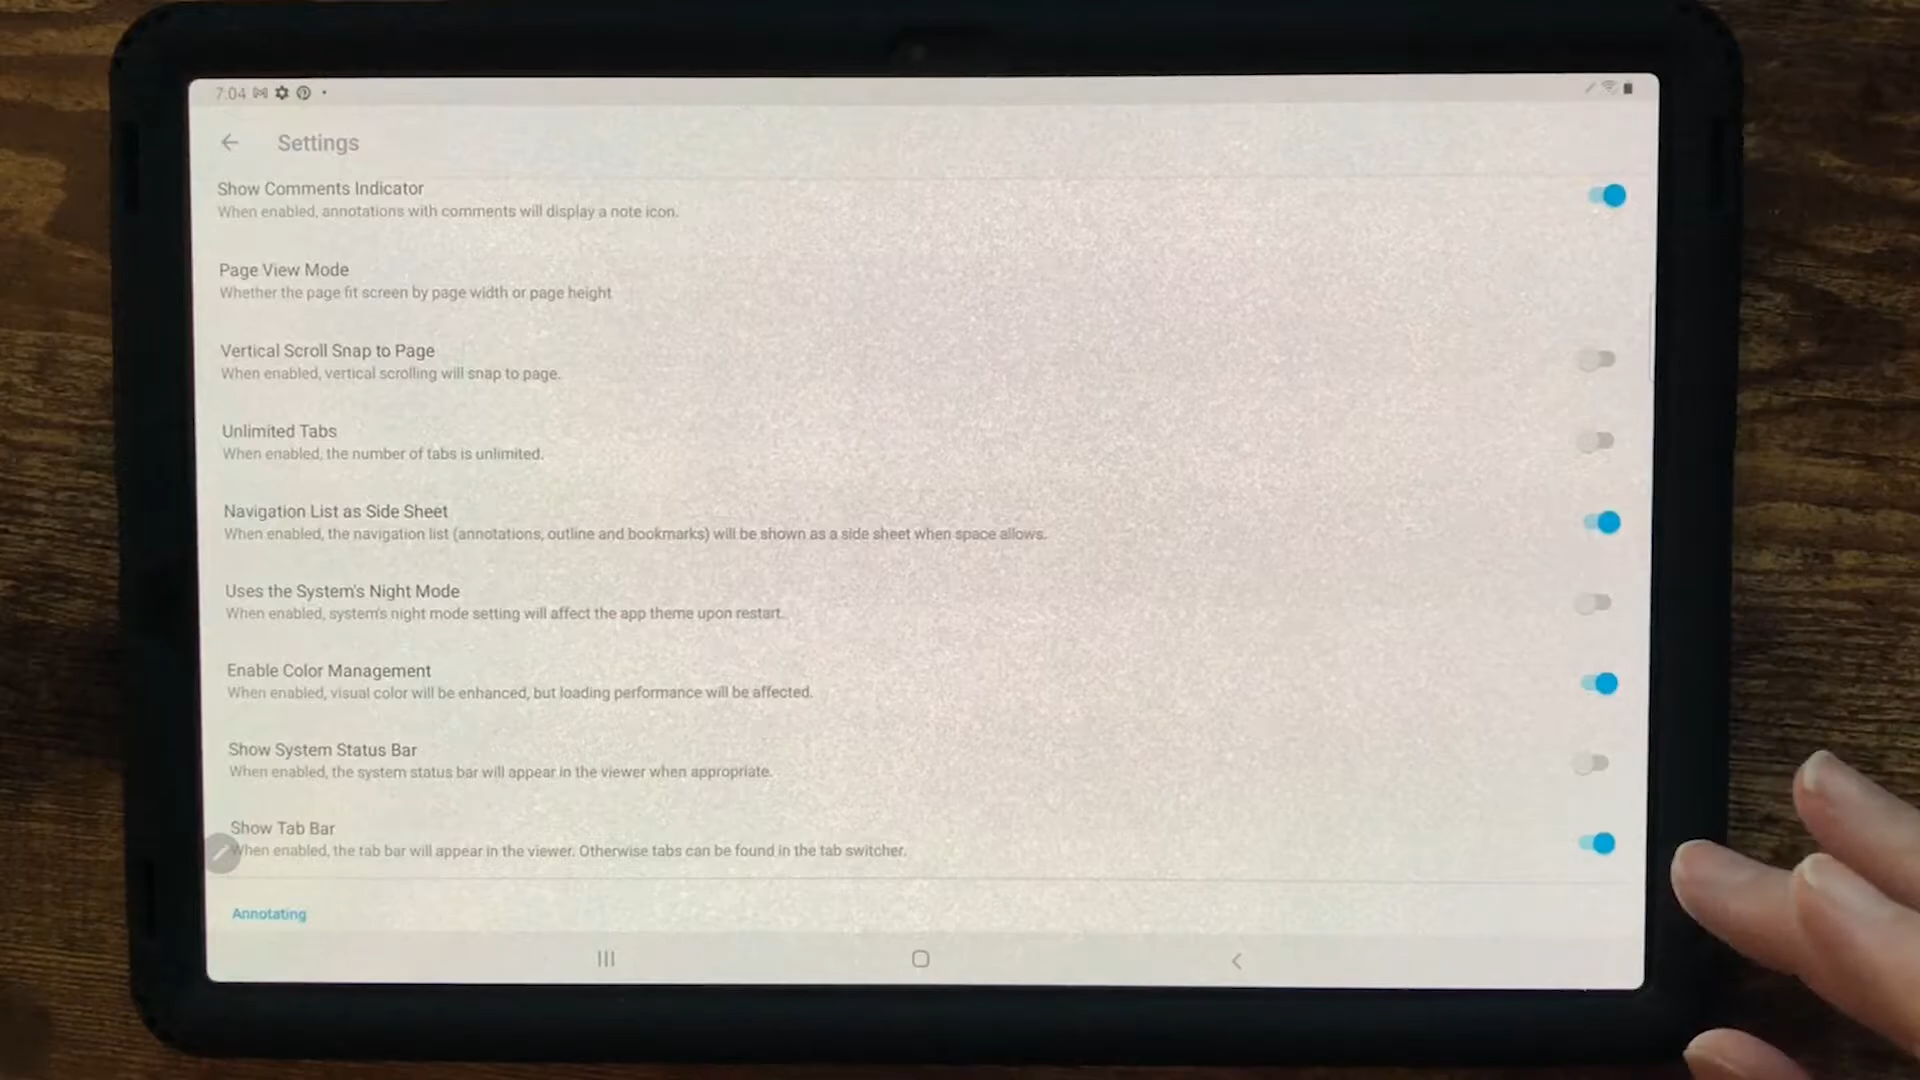 7:04
Settings
Show Comments Indicator
When enabled, annotations with comments will display a note icon.
Page View Mode
Whether the page fit screen by page width or page height
Vertical Scroll Snap to Page
When enabled, vertical scrolling will snap to page.
Unlimited Tabs
When enabled, the number of tabs is unlimited.
Navigation List as Side Sheet
When enabled, the navigation list (annotations, outline and bookmarks) will be shown as a side sheet when space allows.
Uses the System's Night Mode
When enabled, system's night mode setting will affect the app theme upon restart.
Enable Color Management
When enabled, visual color will be enhanced, but loading performance will be affected.
Show System Status Bar
When enabled, the system status bar will appear in the viewer when appropriate.
Show Tab Bar
When enabled, the tab bar will appear in the viewer. Otherwise tabs can be found in the tab switcher.
Annotating